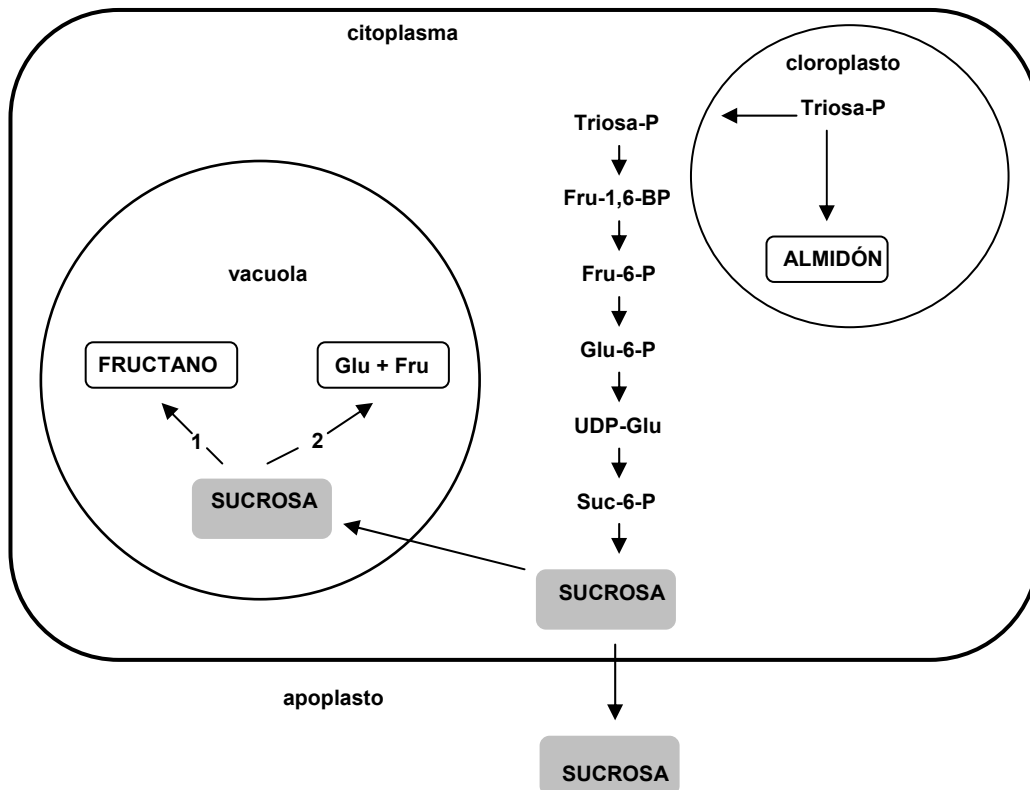 citoplasma
cloroplasto
Triosa-P
Triosa-P
Fru-1,6-BP
ALMIDÓN
Fru-6-P
vacuola
Glu-6-P
FRUCTANO
Glu + Fru
UDP-Glu
1
2
SUCROSA
Suc-6-P
SUCROSA
apoplasto
SUCROSA